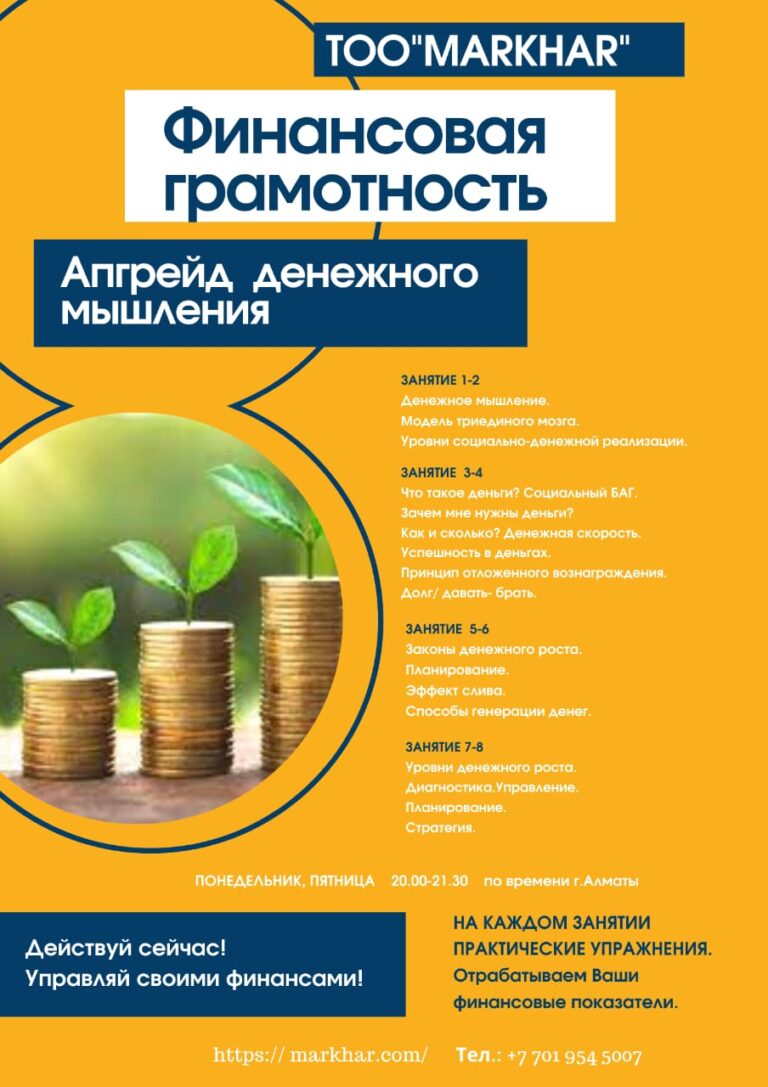 ТОО"MARKHAR"
Финансовая
грамотность
Апгрейд денежного
мышления
ЗАНЯТИЕ 1-2
Денежное мышление.
Модель триединого мозга.
Уровни социально-денежной реализации.
ЗАНЯТИЕ 3-4
Что такое деньги? Социальный БАГ.
Зачем мне нужны деньги?
Как и сколько? Денежная скорость.
Успешность в деньгах.
Принцип отложенного вознаграждения.
Долг/ давать- брать.
ЗАНЯТИЕ 5-6
Законы денежного роста.
Планирование.
Эффект слива.
Способы генерации денег.
ЗАНЯТИЕ 7-8
Уровни денежного роста.
Диагностика.Управление.
Планирование.
Стратегия.
ПОНЕДЕЛЬНИК, ПЯТНИЦА 20.00-21.30 по времени г.Алматы
Действуй сейчас!
Управляй своими финансами!
НА КАЖДОМ ЗАНЯТИИ
ПРАКТИЧЕСКИЕ УПРАЖНЕНИЯ.
Отрабатываем Ваши
финансовые показатели.
https:// markhar.com/ Тел.: +7 701 954 5007